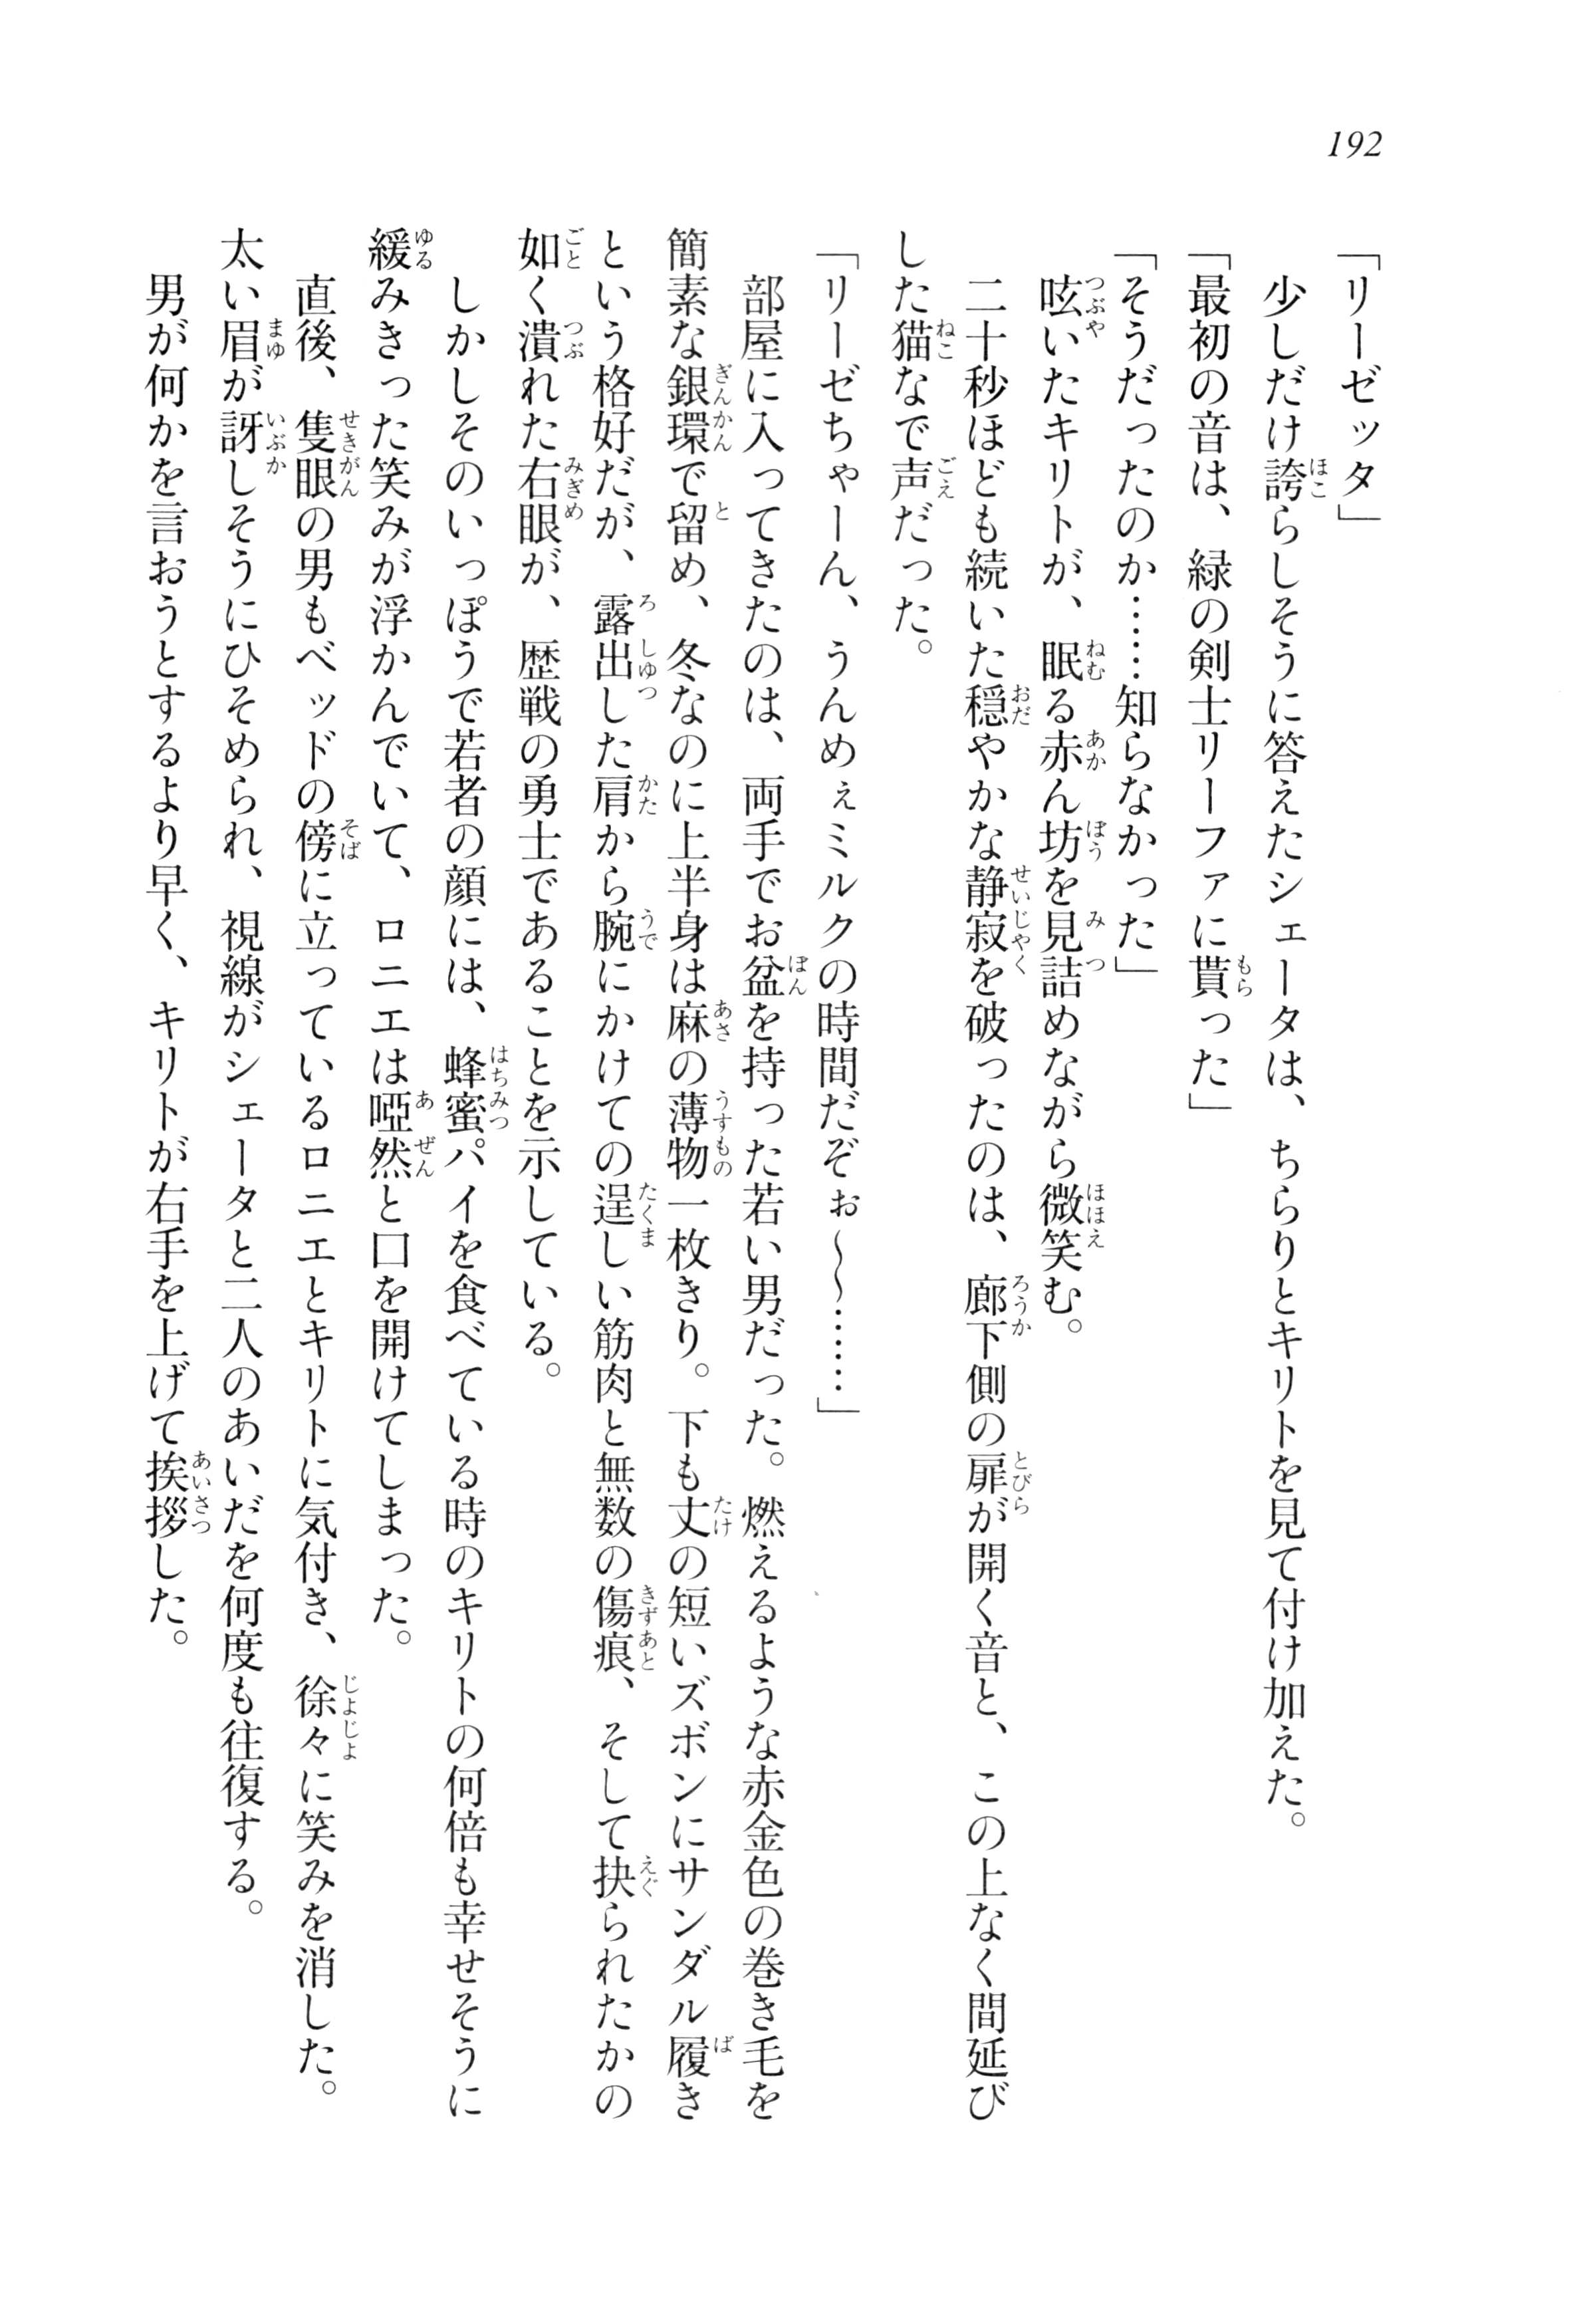 192
「リーゼッタ」
少しだけ誇らしそうに答えたシェータは、ちらりとキリトを見て付け加えた。
「最初の音は、緑の剣士リーファに貰った」
「そうだったのか……知らなかった」
呟いたキリトが、眠る赤ん坊を見詰めながら微笑む。
二十秒ほども続いた穏やかな静寂を破ったのは、廊下側の扉が開く音と、この上なく間延び
した猫なで声だった。
「リーゼちゃーん、うんめぇミルクの時間だぞぉ～～……」
部屋に入ってきたのは、両手でお盆を持った若い男だった。燃えるような赤金色の巻き毛を
簡素な銀環で留め、冬なのに上半身は麻の薄物一枚きり。下も丈の短いズボンにサンダル履き
という格好だが、露出した肩から腕にかけての逞しい筋肉と無数の傷痕、そして抉られたかの
如く潰れた右眼が、歴戦の勇士であることを示している。
しかしそのいっぽうで若者の顔には、蜂蜜パイを食べている時のキリトの何倍も幸せそうに
緩みきった笑みが浮かんでいて、ロニエは啞然と口を開けてしまった。
直後、隻眼の男もベッドの傍に立っているロニエとキリトに気付き、徐々に笑みを消した。
太い眉が訝しそうにひそめられ、視線がシェータと二人のあいだを何度も往復する。
男が何かを言おうとするより早く、キリトが右手を上げて挨拶した。